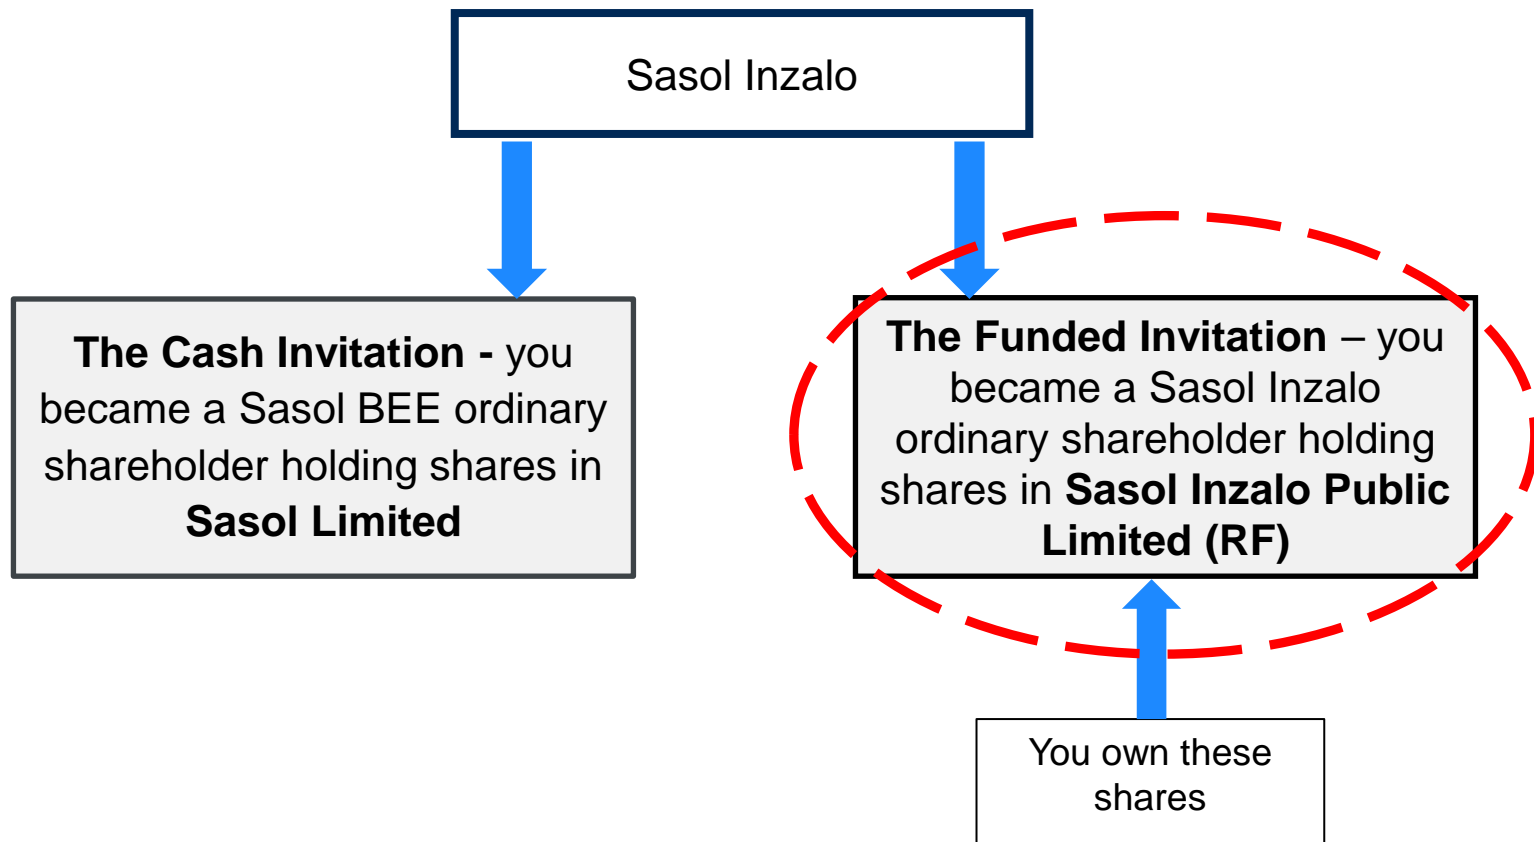 Sasol Inzalo
The Cash Invitation - you
became a Sasol BEE ordinary
shareholder holding shares in
Sasol Limited
The Funded Invitation – you
became a Sasol Inzalo
ordinary shareholder holding
shares in Sasol Inzalo Public
Limited (RF)
You own these
shares